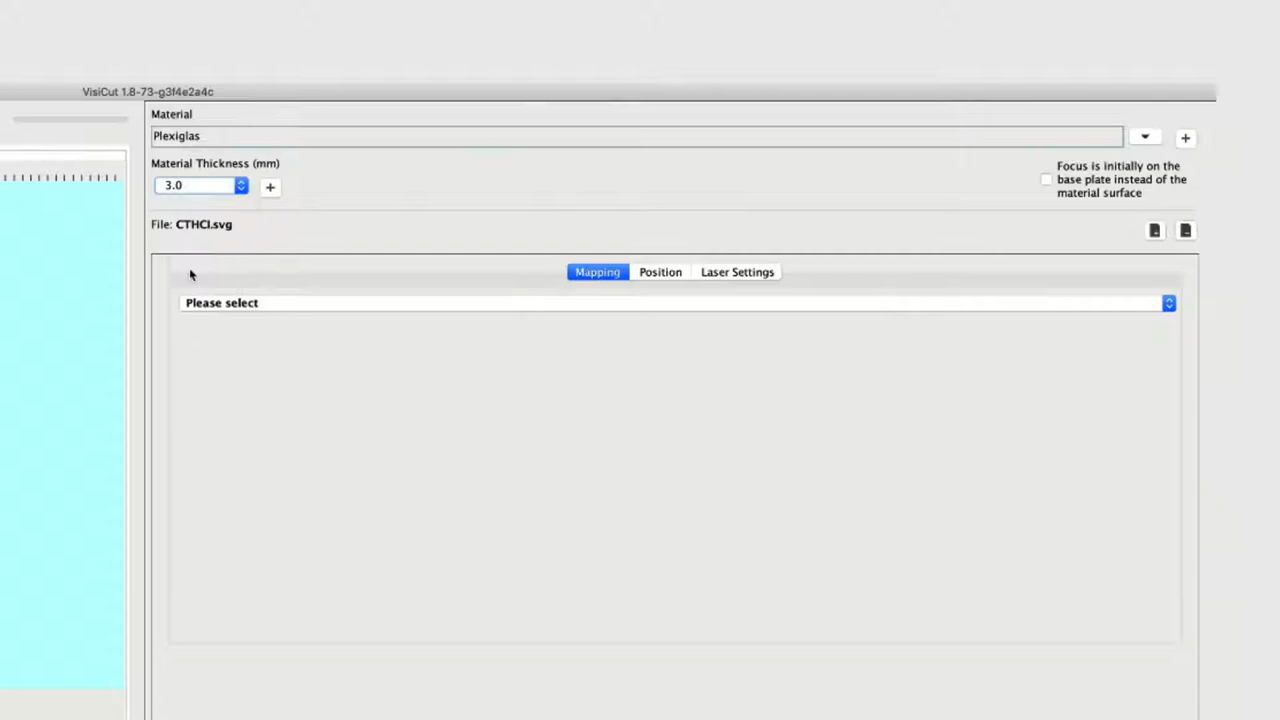 VisiCut 1.8-73-g3f4e2a4c
Material
Plexiglas
Material Thickness (mm)
3.0
Focus is initially on the
base plate instead of the
material surface
File: CTHCI.svg
Mapping
Position
Laser Settings
Please select